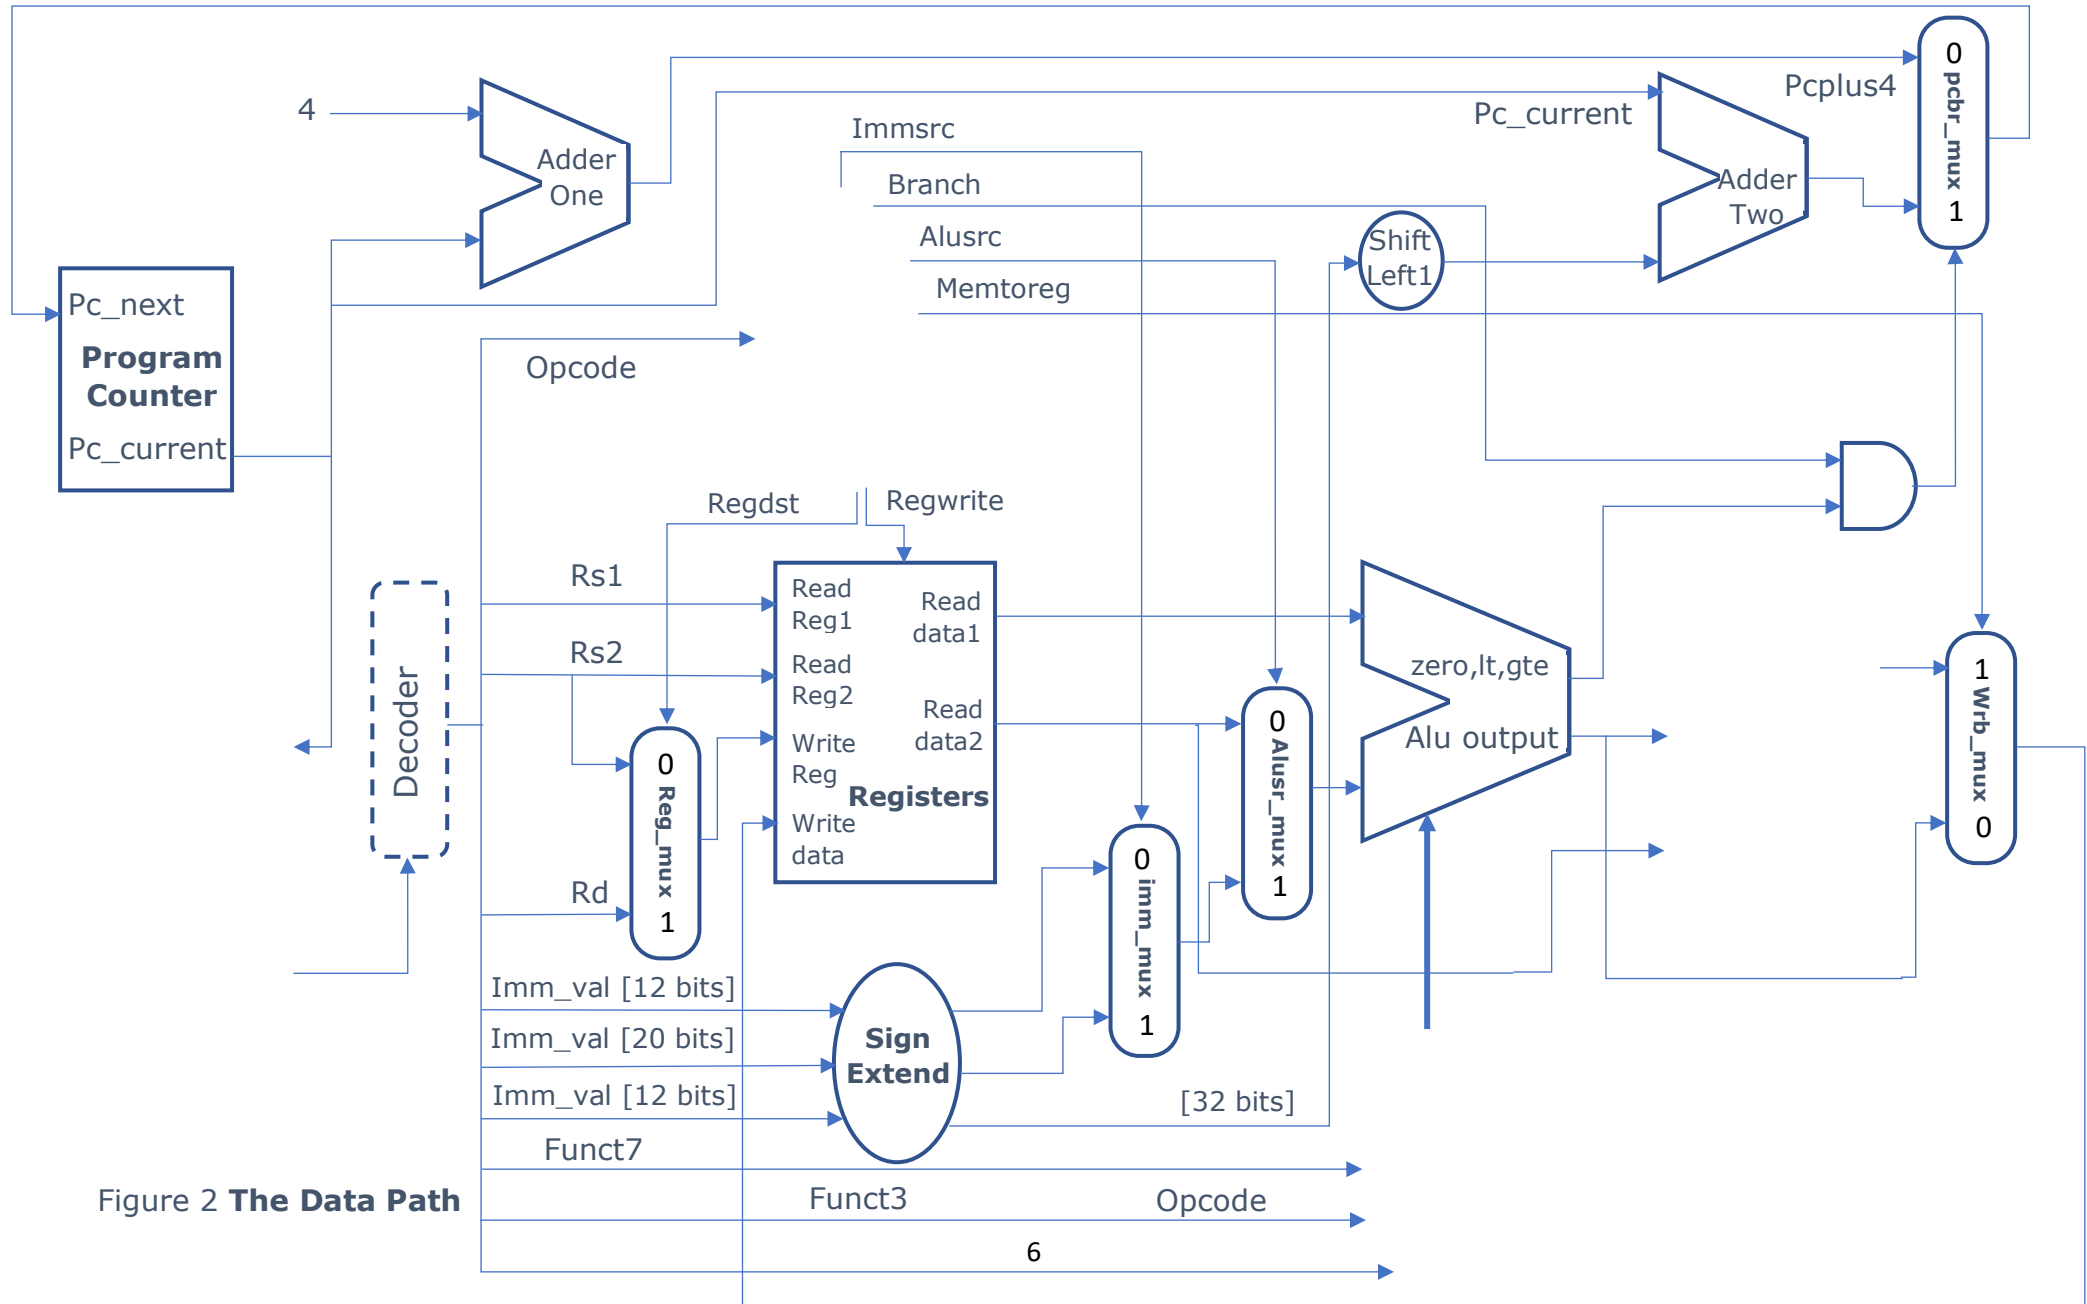 0
pcbr_mux
1
Pcplus4
4
Pc_current
Immsrc
Adder
One
Branch
Adder
Two
Alusrc
Shift
Left1
Memtoreg
Pc_next
Program
Counter
Pc_current
Opcode
Regdst
Regwrite
Rs1
Read
Reg1
Read
data1
Rs2
Read
Reg2
Read
data2
Write
Reg
Registers
Write
data
zero,lt,gte
Alu output
1
Wrb_mux
0
Decoder
0
Reg_mux
1
0
Alusr_mux
1
Rd
0
imm_mux
1
Imm_val [12 bits]
Imm_val [20 bits]
Imm_val [12 bits]
Sign
Extend
[32 bits]
Funct7
Figure 2 The Data Path
Funct3
Opcode
6